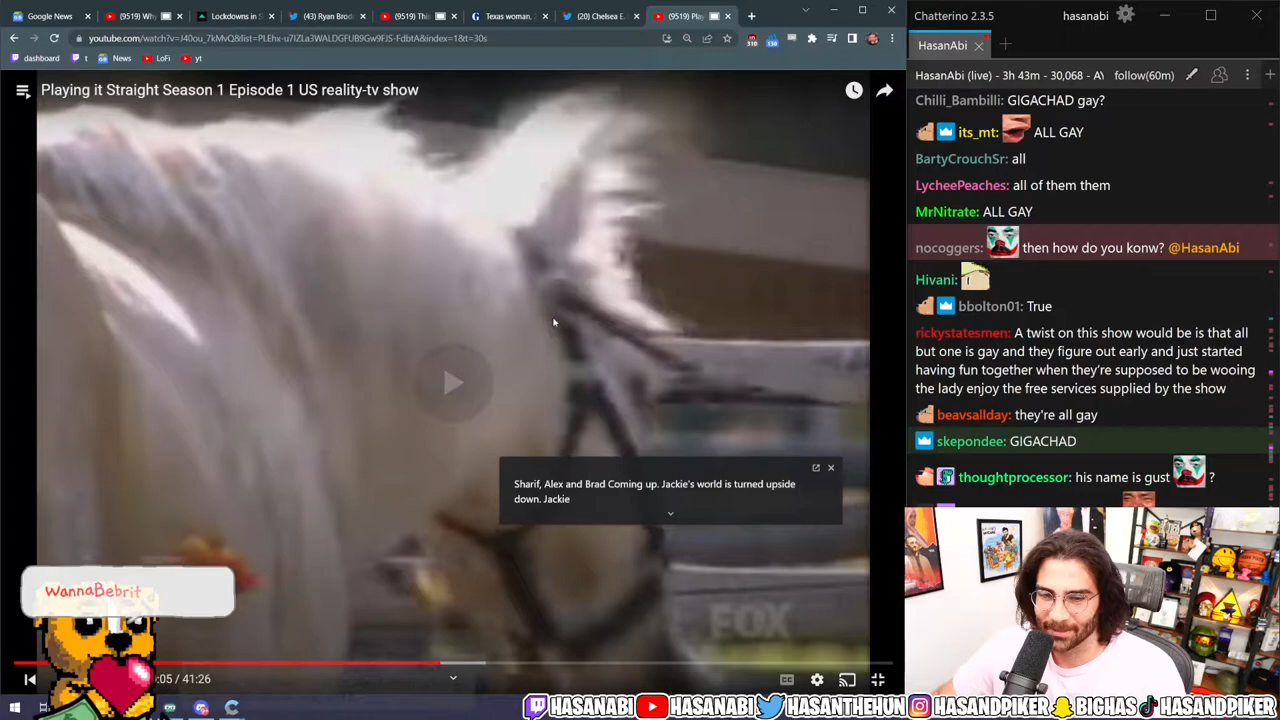 Google News
(9519) Why
Lockdowns in S
(43) Ryan Brod
(9519) This
Texas woman, 2
(20) Chelsea E.
(9519) Play
youtube.com/watch?v=J40ou_7kMvQ&list=PLEhx-u7IZLa3WALDGFUB9Gw9FJS-FdbtA&index=1&t=30s
dashboard
t
News
LoFi
yt
Playing it Straight Season 1 Episode 1 US reality-tv show
Sharif, Alex and Brad Coming up. Jackie's world is turned upside
down. Jackie
FOX
WannaBebrit
:05 / 41:26
Chatterino 2.3.5
hasanabi
HasanAbi
HasanAbi (live) - 3h 43m - 30,068 - A
follow(60m)
Chilli_Bambilli: GIGACHAD gay?
its_mt: ALL GAY
BartyCrouchSr: all
LycheePeaches: all of them them
MrNitrate: ALL GAY
nocoggers: then how do you konw? @HasanAbi
Hivani:
bbolton01: True
rickystatesmen: A twist on this show would be is that all
but one is gay and they figure out early and just started
having fun together when they're supposed to be wooing
the lady enjoy the free services supplied by the show
beavsallday: they're all gay
skepondee: GIGACHAD
thoughtprocessor: his name is gust ?
HASANABI HASANABI HASANTHEHUN HASANDPIKER BIGHAS HASANDPIKER